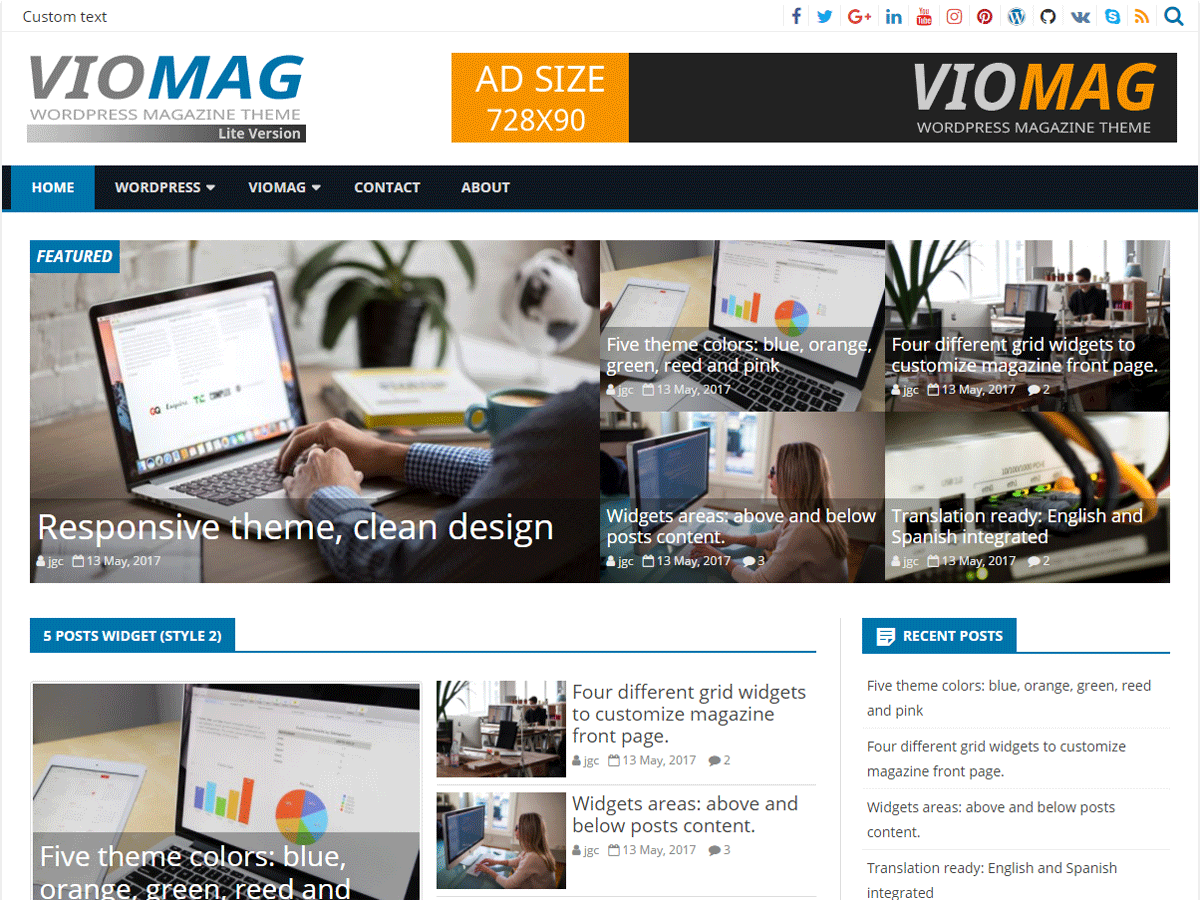 Custom text
VIOMAG
WORDPRESS MAGAZINE THEME
Lite Version
AD SIZE
728X90
VIOMAG
WORDPRESS MAGAZINE THEME
HOME
WORDPRESS
VIOMAG
CONTACT
ABOUT
FEATURED
Responsive theme, clean design
jgc 13 May, 2017
Five theme colors: blue, orange,
green, reed and pink
jgc 13 May, 2017
Four different grid widgets to
customize magazine front page.
jgc 13 May, 2017 2
Widgets areas: above and below
posts content.
jgc 13 May, 2017 3
Translation ready: English and
Spanish integrated
jgc 13 May, 2017 2
5 POSTS WIDGET (STYLE 2)
Five theme colors: blue,
orange, green, reed and
Four different grid widgets
to customize magazine
front page.
jgc 13 May, 2017 2
Widgets areas: above and
below posts content.
jgc 13 May, 2017 3
RECENT POSTS
Five theme colors: blue, orange, green, reed
and pink
Four different grid widgets to customize
magazine front page.
Widgets areas: above and below posts
content.
Translation ready: English and Spanish
integrated